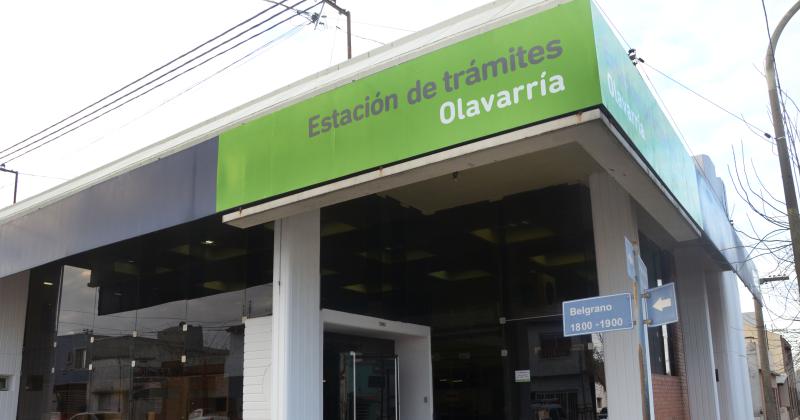 Estación de trámites
Olavarría
Olavarría
Belgrano
1800 -1900